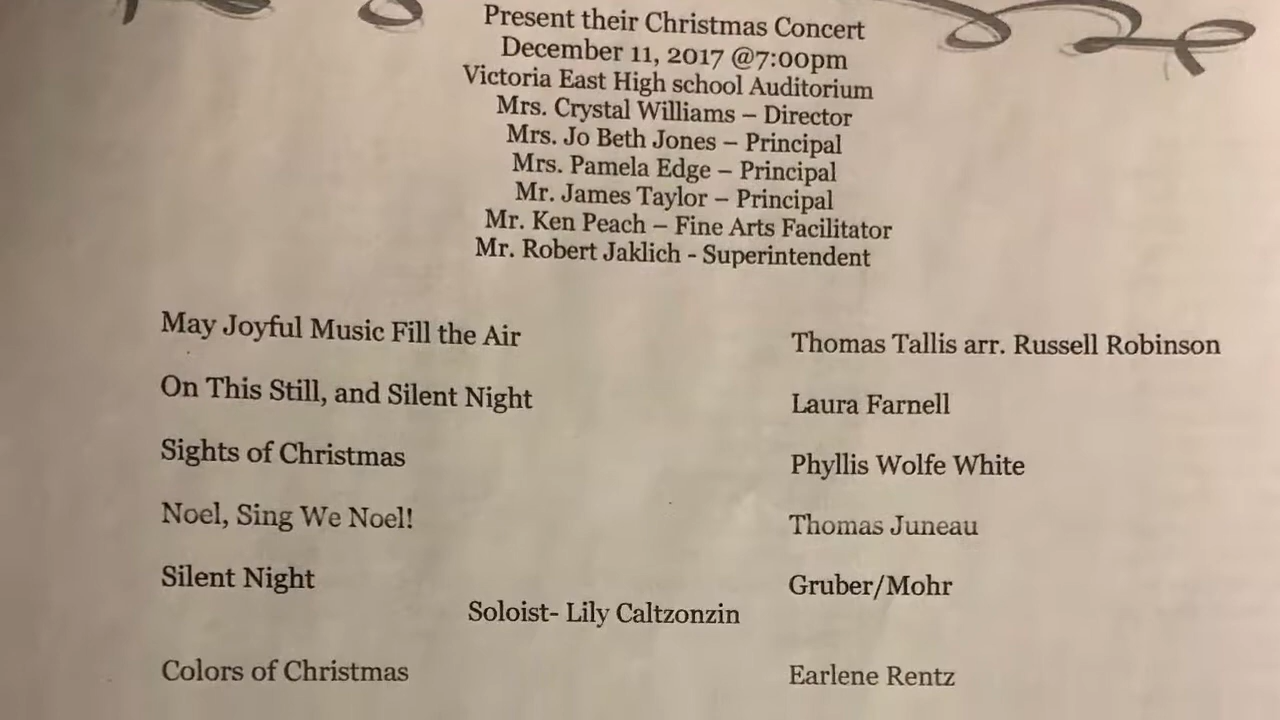 Present their Christmas Concert
December 11, 2017 @7:00pm
Victoria East High school Auditorium
Mrs. Crystal Williams – Director
Mrs. Jo Beth Jones – Principal
Mrs. Pamela Edge – Principal
Mr. James Taylor – Principal
Mr. Ken Peach – Fine Arts Facilitator
Mr. Robert Jaklich - Superintendent
May Joyful Music Fill the Air Thomas Tallis arr. Russell Robinson
On This Still, and Silent Night Laura Farnell
Sights of Christmas Phyllis Wolfe White
Noel, Sing We Noel! Thomas Juneau
Silent Night Gruber/Mohr
Soloist- Lily Caltzonzin
Colors of Christmas Earlene Rentz